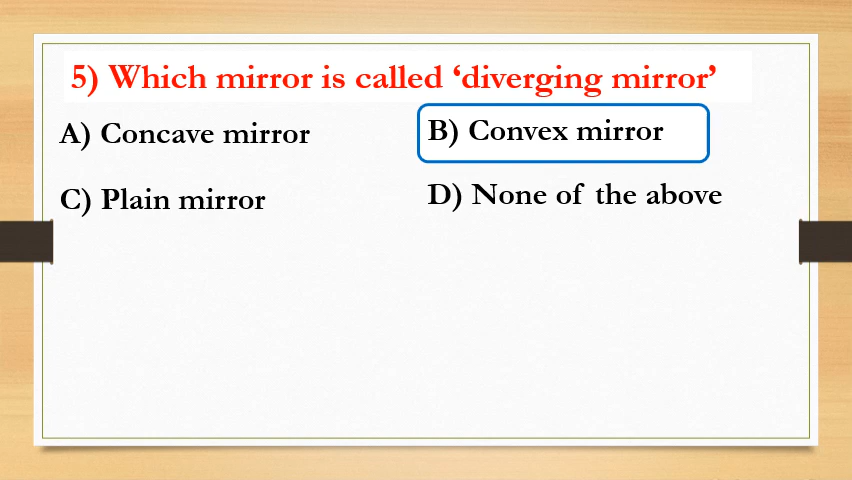 5) Which mirror is called ‘diverging mirror’
A) Concave mirror
B) Convex mirror
C) Plain mirror
D) None of the above